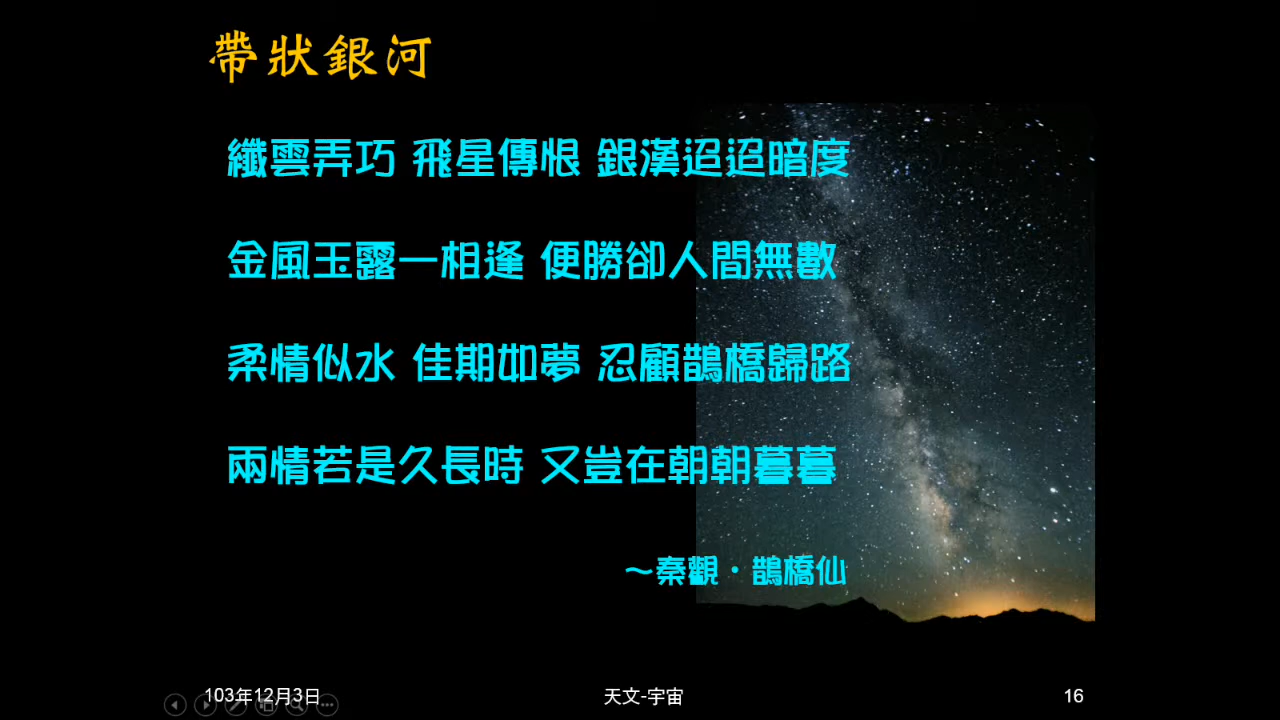 帶狀銀河
纖雲弄巧 飛星傳恨 銀漢迢迢暗度
金風玉露一相逢 便勝卻人間無數
柔情似水 佳期如夢 忍顧鵲橋歸路
兩情若是久長時 又豈在朝朝暮暮
～秦觀‧鵲橋仙
103年12月3日
天文-宇宙
16